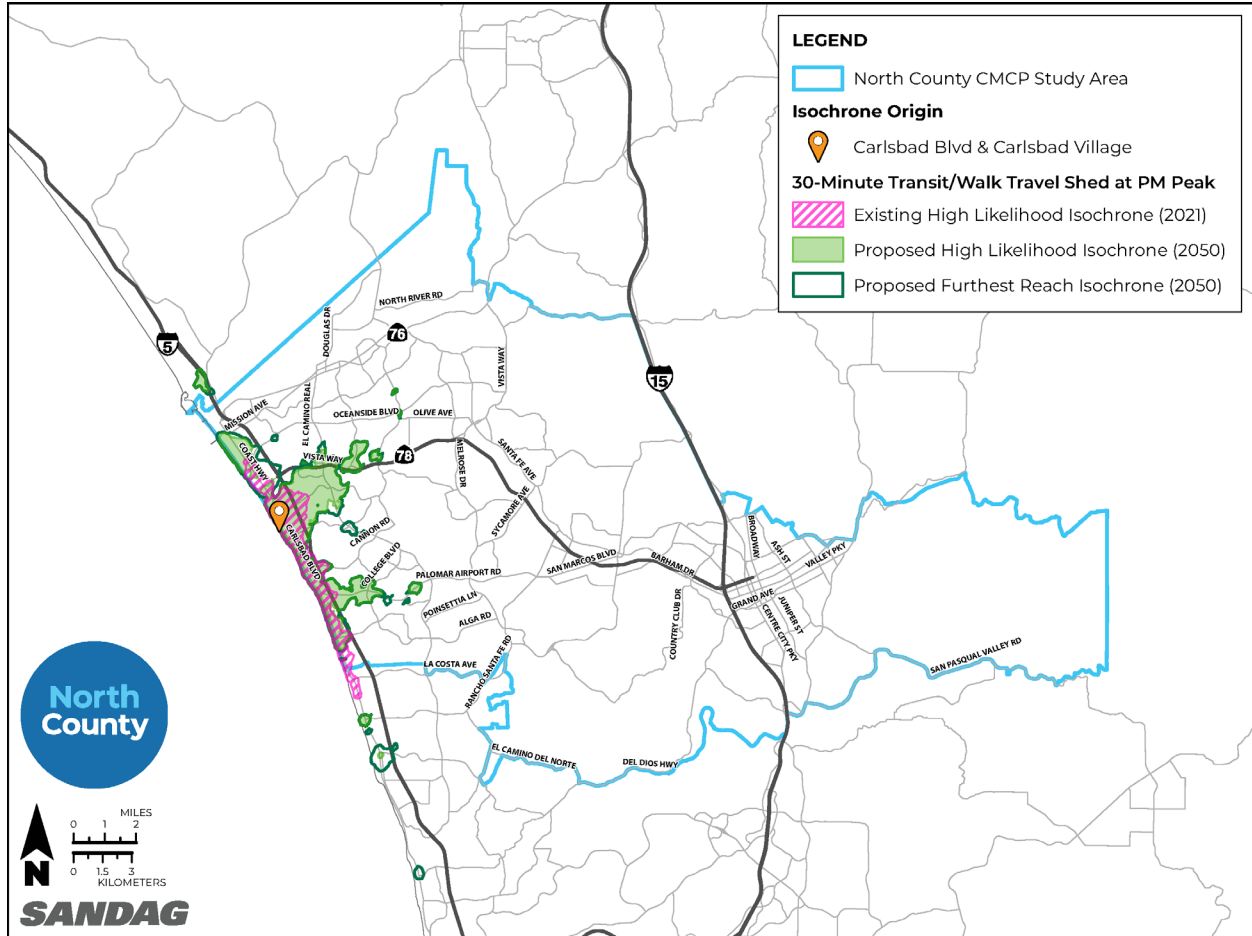 LEGEND
North County CMCP Study Area
Isochrone Origin
Carlsbad Blvd & Carlsbad Village
30-Minute Transit/Walk Travel Shed at PM Peak
Existing High Likelihood Isochrone (2021)
Proposed High Likelihood Isochrone (2050)
Proposed Furthest Reach Isochrone (2050)
NORTH RIVER RD
DOUGLAS DR
76
5
VISTA WAY
15
EL CAMINO REAL
MISSION AVE
OCEANSIDE BLVD
OLIVE AVE
COAST HWY
VISTA WAY
78
MELROSE DR
SANTA FE AVE
SYCAMORE AVE
CANNON RD
CARLSBAD BLVD
COLLEGE BLVD
PALOMAR AIRPORT RD
SAN MARCOS BLVD
BARHAM DR
BROADWAY
ASH ST
VALLEY PKY
GRAND AVE
JUNIPER ST
CENTRE CITY PKY
COUNTRY CLUB DR
POINSETTIA LN
ALGA RD
LA COSTA AVE
RANCHO SANTA FE RD
SAN PASQUAL VALLEY RD
EL CAMINO DEL NORTE
DEL DIOS HWY
North
County
MILES
0 1 2
0 1.5 3
KILOMETERS
N
SANDAG